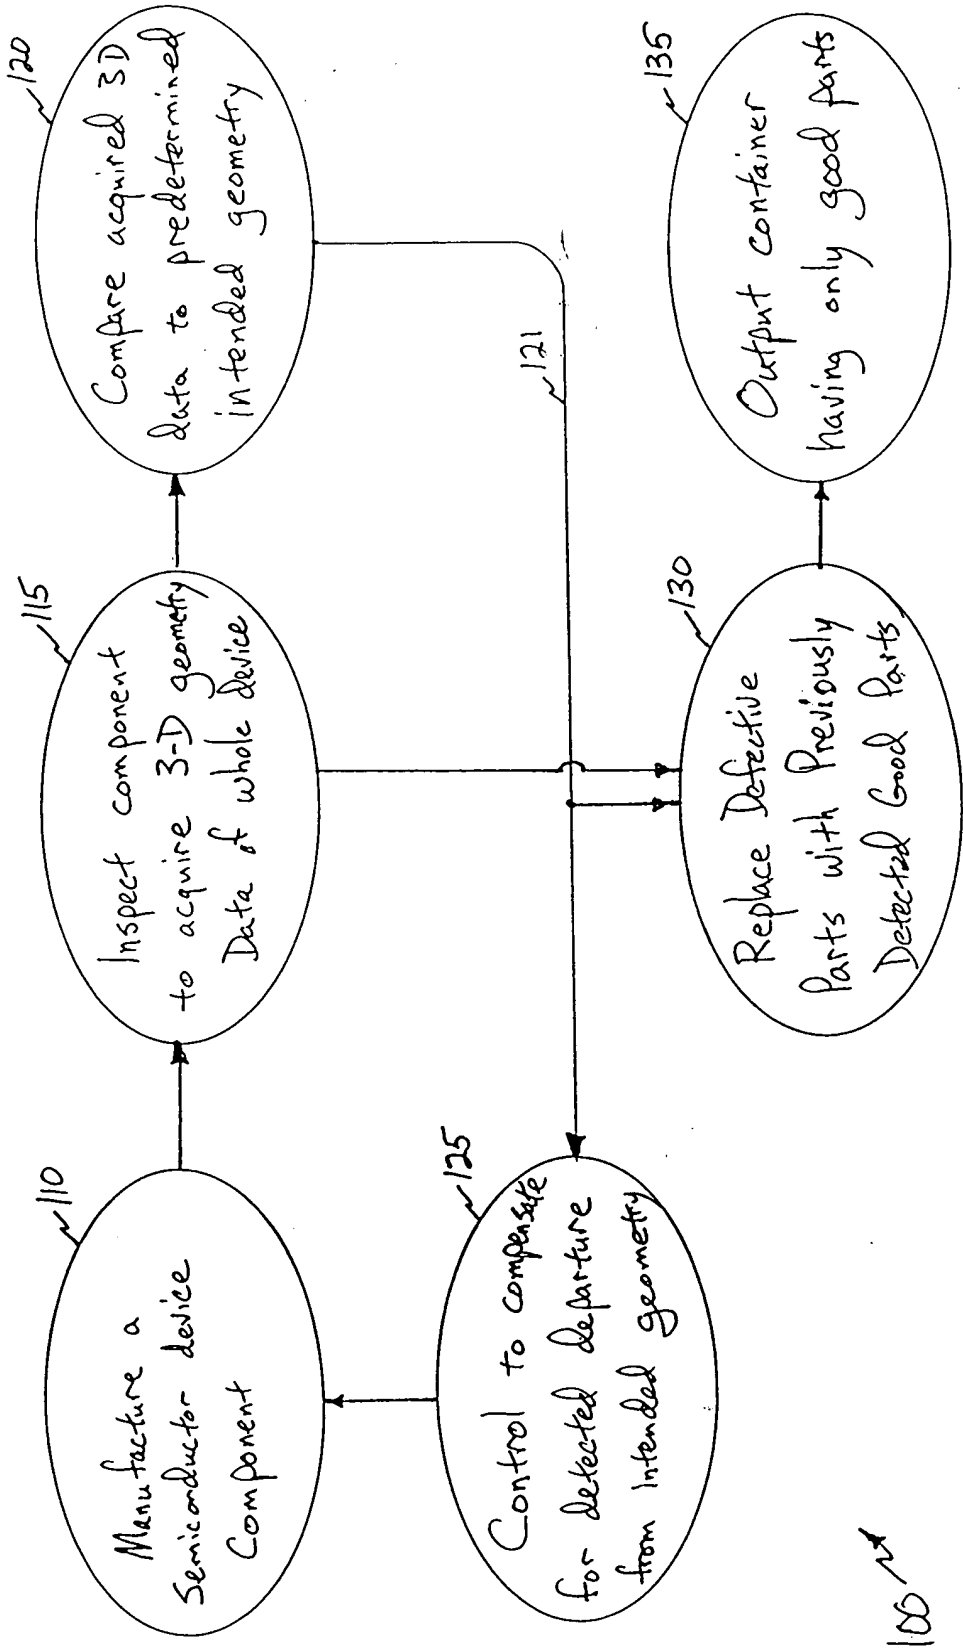 110
Manufacture a
Semiconductor device
Component
115
Inspect component
to acquire 3-D geometry
Data of whole device
120
Compare acquired 3D
data to predetermined
intended geometry
121
125
Control to compensate
for detected departure
from intended geometry
130
Replace Defective
Parts with Previously
Detected Good Parts
135
Output container
having only good parts
100